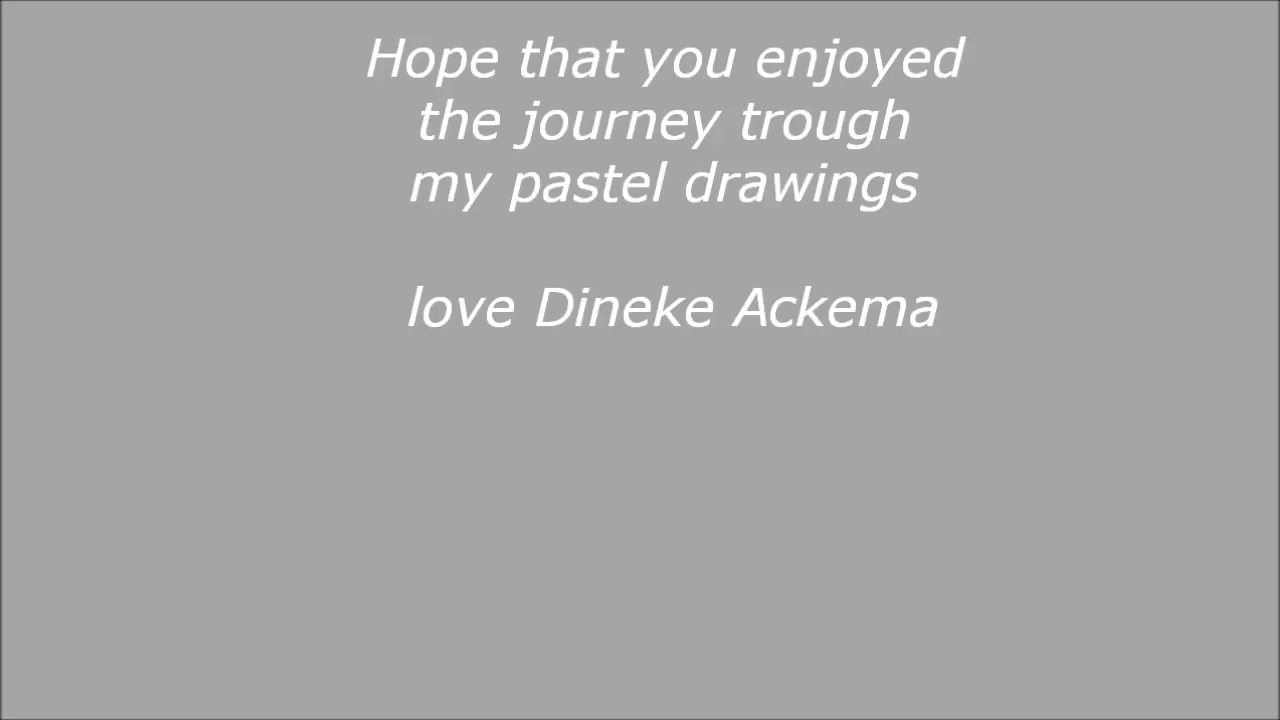 Hope that you enjoyed
the journey trough
my pastel drawings
love Dineke Ackema